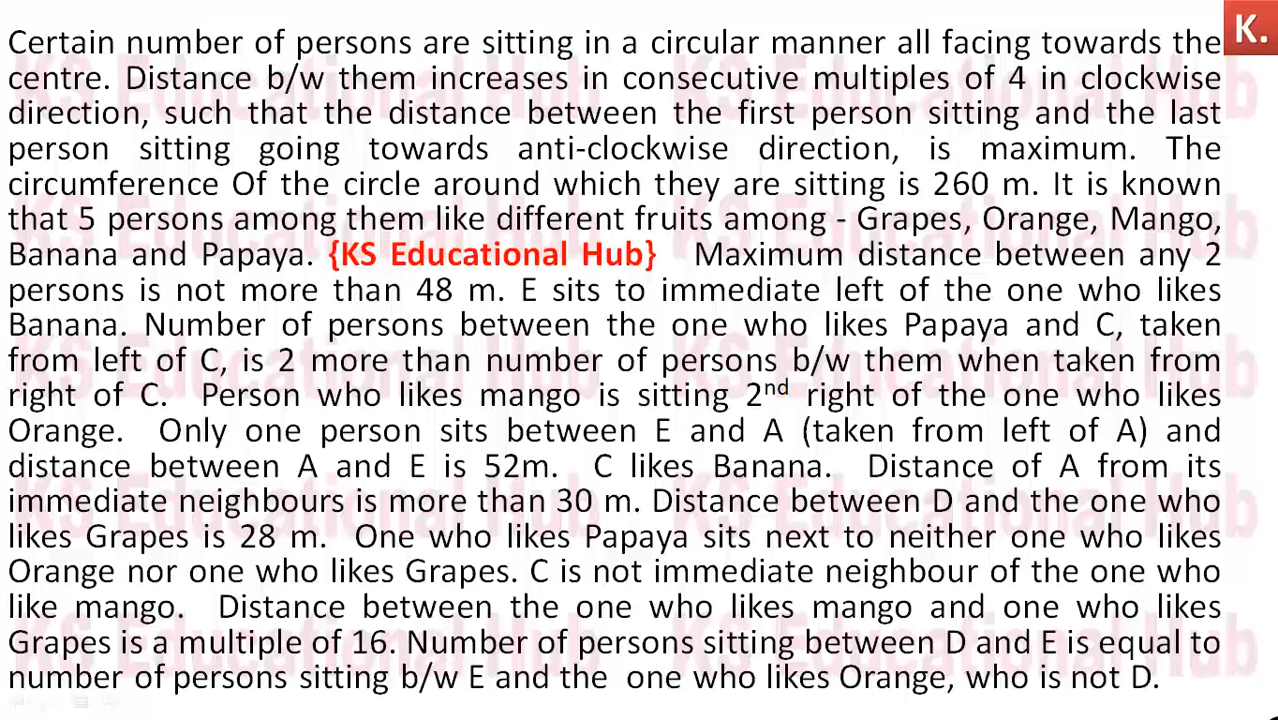 K.
Certain number of persons are sitting in a circular manner all facing towards the
centre. Distance b/w them increases in consecutive multiples of 4 in clockwise
direction, such that the distance between the first person sitting and the last
person sitting going towards anti-clockwise direction, is maximum. The
circumference Of the circle around which they are sitting is 260 m. It is known
that 5 persons among them like different fruits among - Grapes, Orange, Mango,
Banana and Papaya. {KS Educational Hub} Maximum distance between any 2
persons is not more than 48 m. E sits to immediate left of the one who likes
Banana. Number of persons between the one who likes Papaya and C, taken
from left of C, is 2 more than number of persons b/w them when taken from
right of C. Person who likes mango is sitting 2nd right of the one who likes
Orange. Only one person sits between E and A (taken from left of A) and
distance between A and E is 52m. C likes Banana. Distance of A from its
immediate neighbours is more than 30 m. Distance between D and the one who
likes Grapes is 28 m. One who likes Papaya sits next to neither one who likes
Orange nor one who likes Grapes. C is not immediate neighbour of the one who
like mango. Distance between the one who likes mango and one who likes
Grapes is a multiple of 16. Number of persons sitting between D and E is equal to
number of persons sitting b/w E and the one who likes Orange, who is not D.